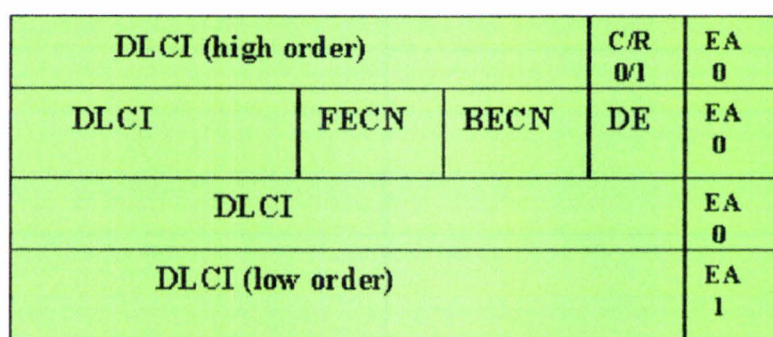 DLCI (high order) C/R EA
0/1 0
DLCI FECN BECN DE EA
0
DLCI EA
0
DLCI (low order) EA
1